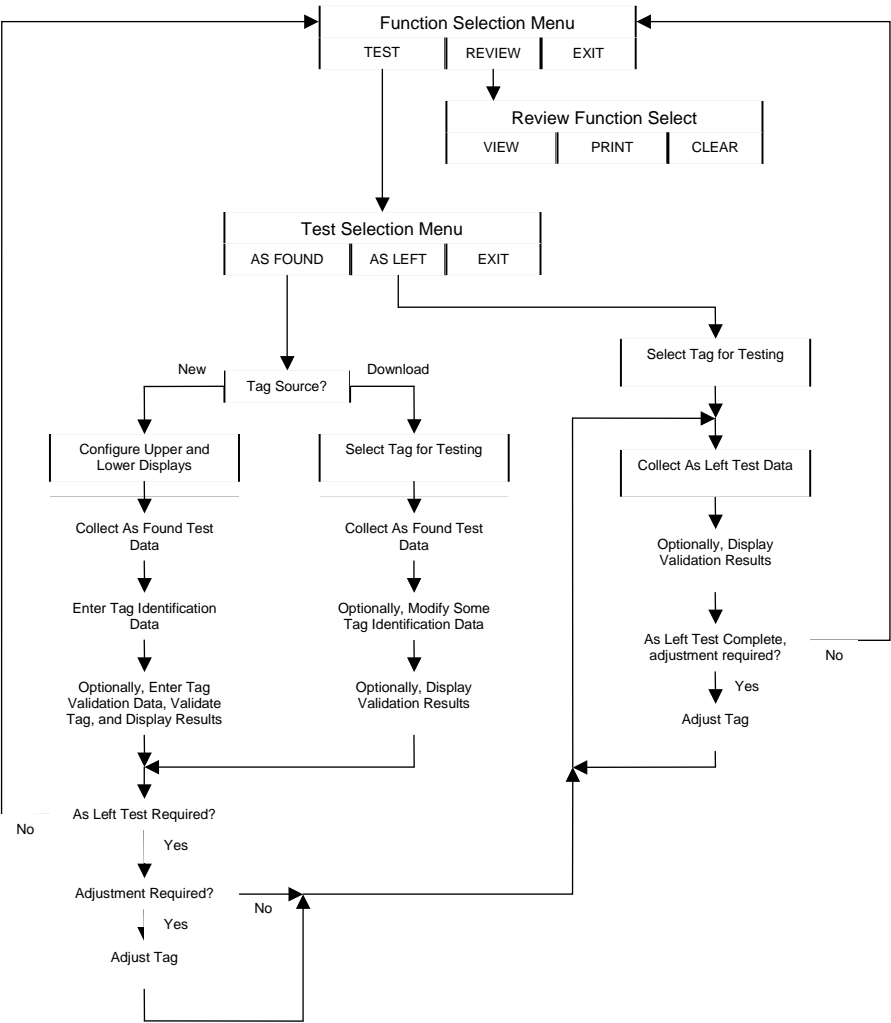 Function Selection Menu
TEST
REVIEW
EXIT
Review Function Select
VIEW
PRINT
CLEAR
Test Selection Menu
AS FOUND
AS LEFT
EXIT
Select Tag for Testing
New
Download
Tag Source?
Configure Upper and
Lower Displays
Select Tag for Testing
Collect As Left Test Data
Collect As Found Test
Data
Collect As Found Test
Data
Optionally, Display
Validation Results
Enter Tag Identification
Data
Optionally, Modify Some
Tag Identification Data
As Left Test Complete,
adjustment required?
No
Yes
Optionally, Enter Tag
Validation Data, Validate
Tag, and Display Results
Optionally, Display
Validation Results
Adjust Tag
As Left Test Required?
No
Yes
Adjustment Required?
No
Yes
Adjust Tag